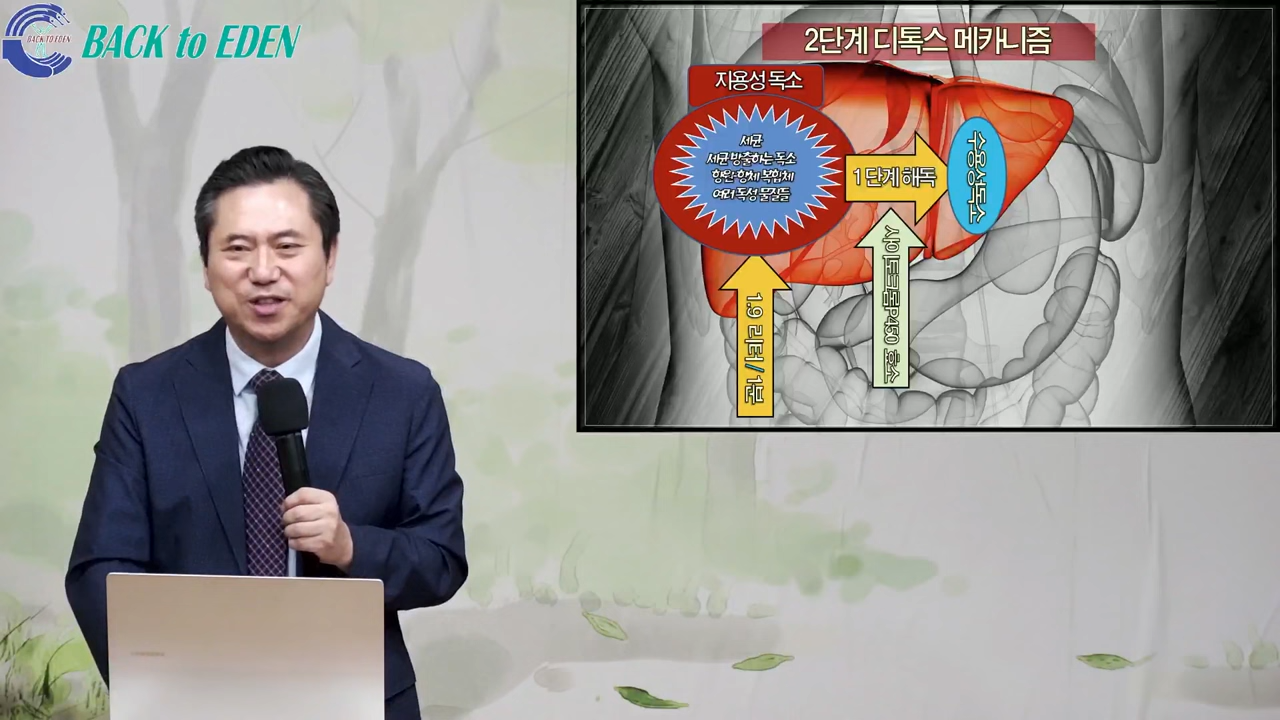 BACK TO EDEN
BACK to EDEN
2단계 디톡스 메카니즘
지용성 독소
세균
세균 방출하는 독소
항원·항체 복합체
여러 독성 물질들
1 단계 해독
수용성독소
사이토크롬P450 효소
1.9 리터 / 1분